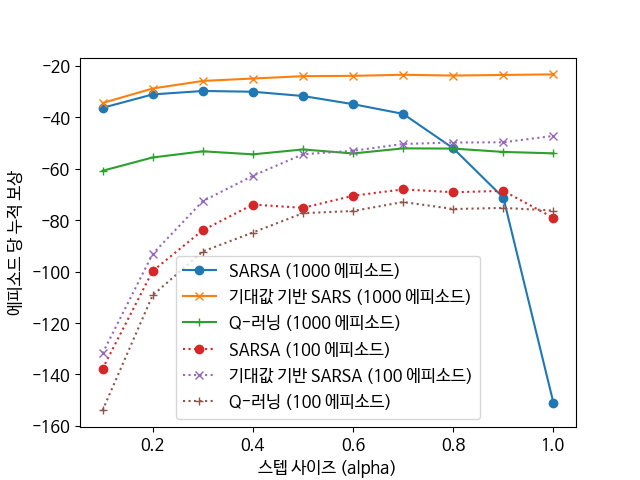 −20
−40
−60
−80
−100
−120
−140
−160
에피소드 당 누적 보상
SARSA (1000 에피소드)
기대값 기반 SARS (1000 에피소드)
Q-러닝 (1000 에피소드)
SARSA (100 에피소드)
기대값 기반 SARSA (100 에피소드)
Q-러닝 (100 에피소드)
0.2 0.4 0.6 0.8 1.0
스텝 사이즈 (alpha)